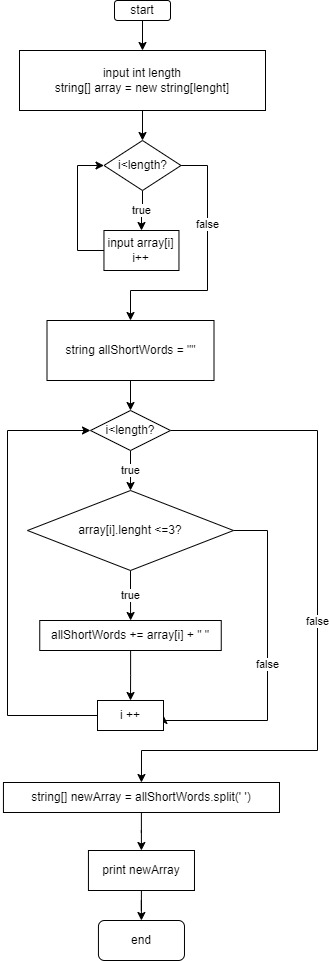 start
input int length
string[] array = new string[lenght]
i<length?
true
false
input array[i]
i++
string allShortWords = ""
i<length?
true
array[i].lenght <=3?
true
false
allShortWords += array[i] + " "
false
i ++
string[] newArray = allShortWords.split(' ')
print newArray
end